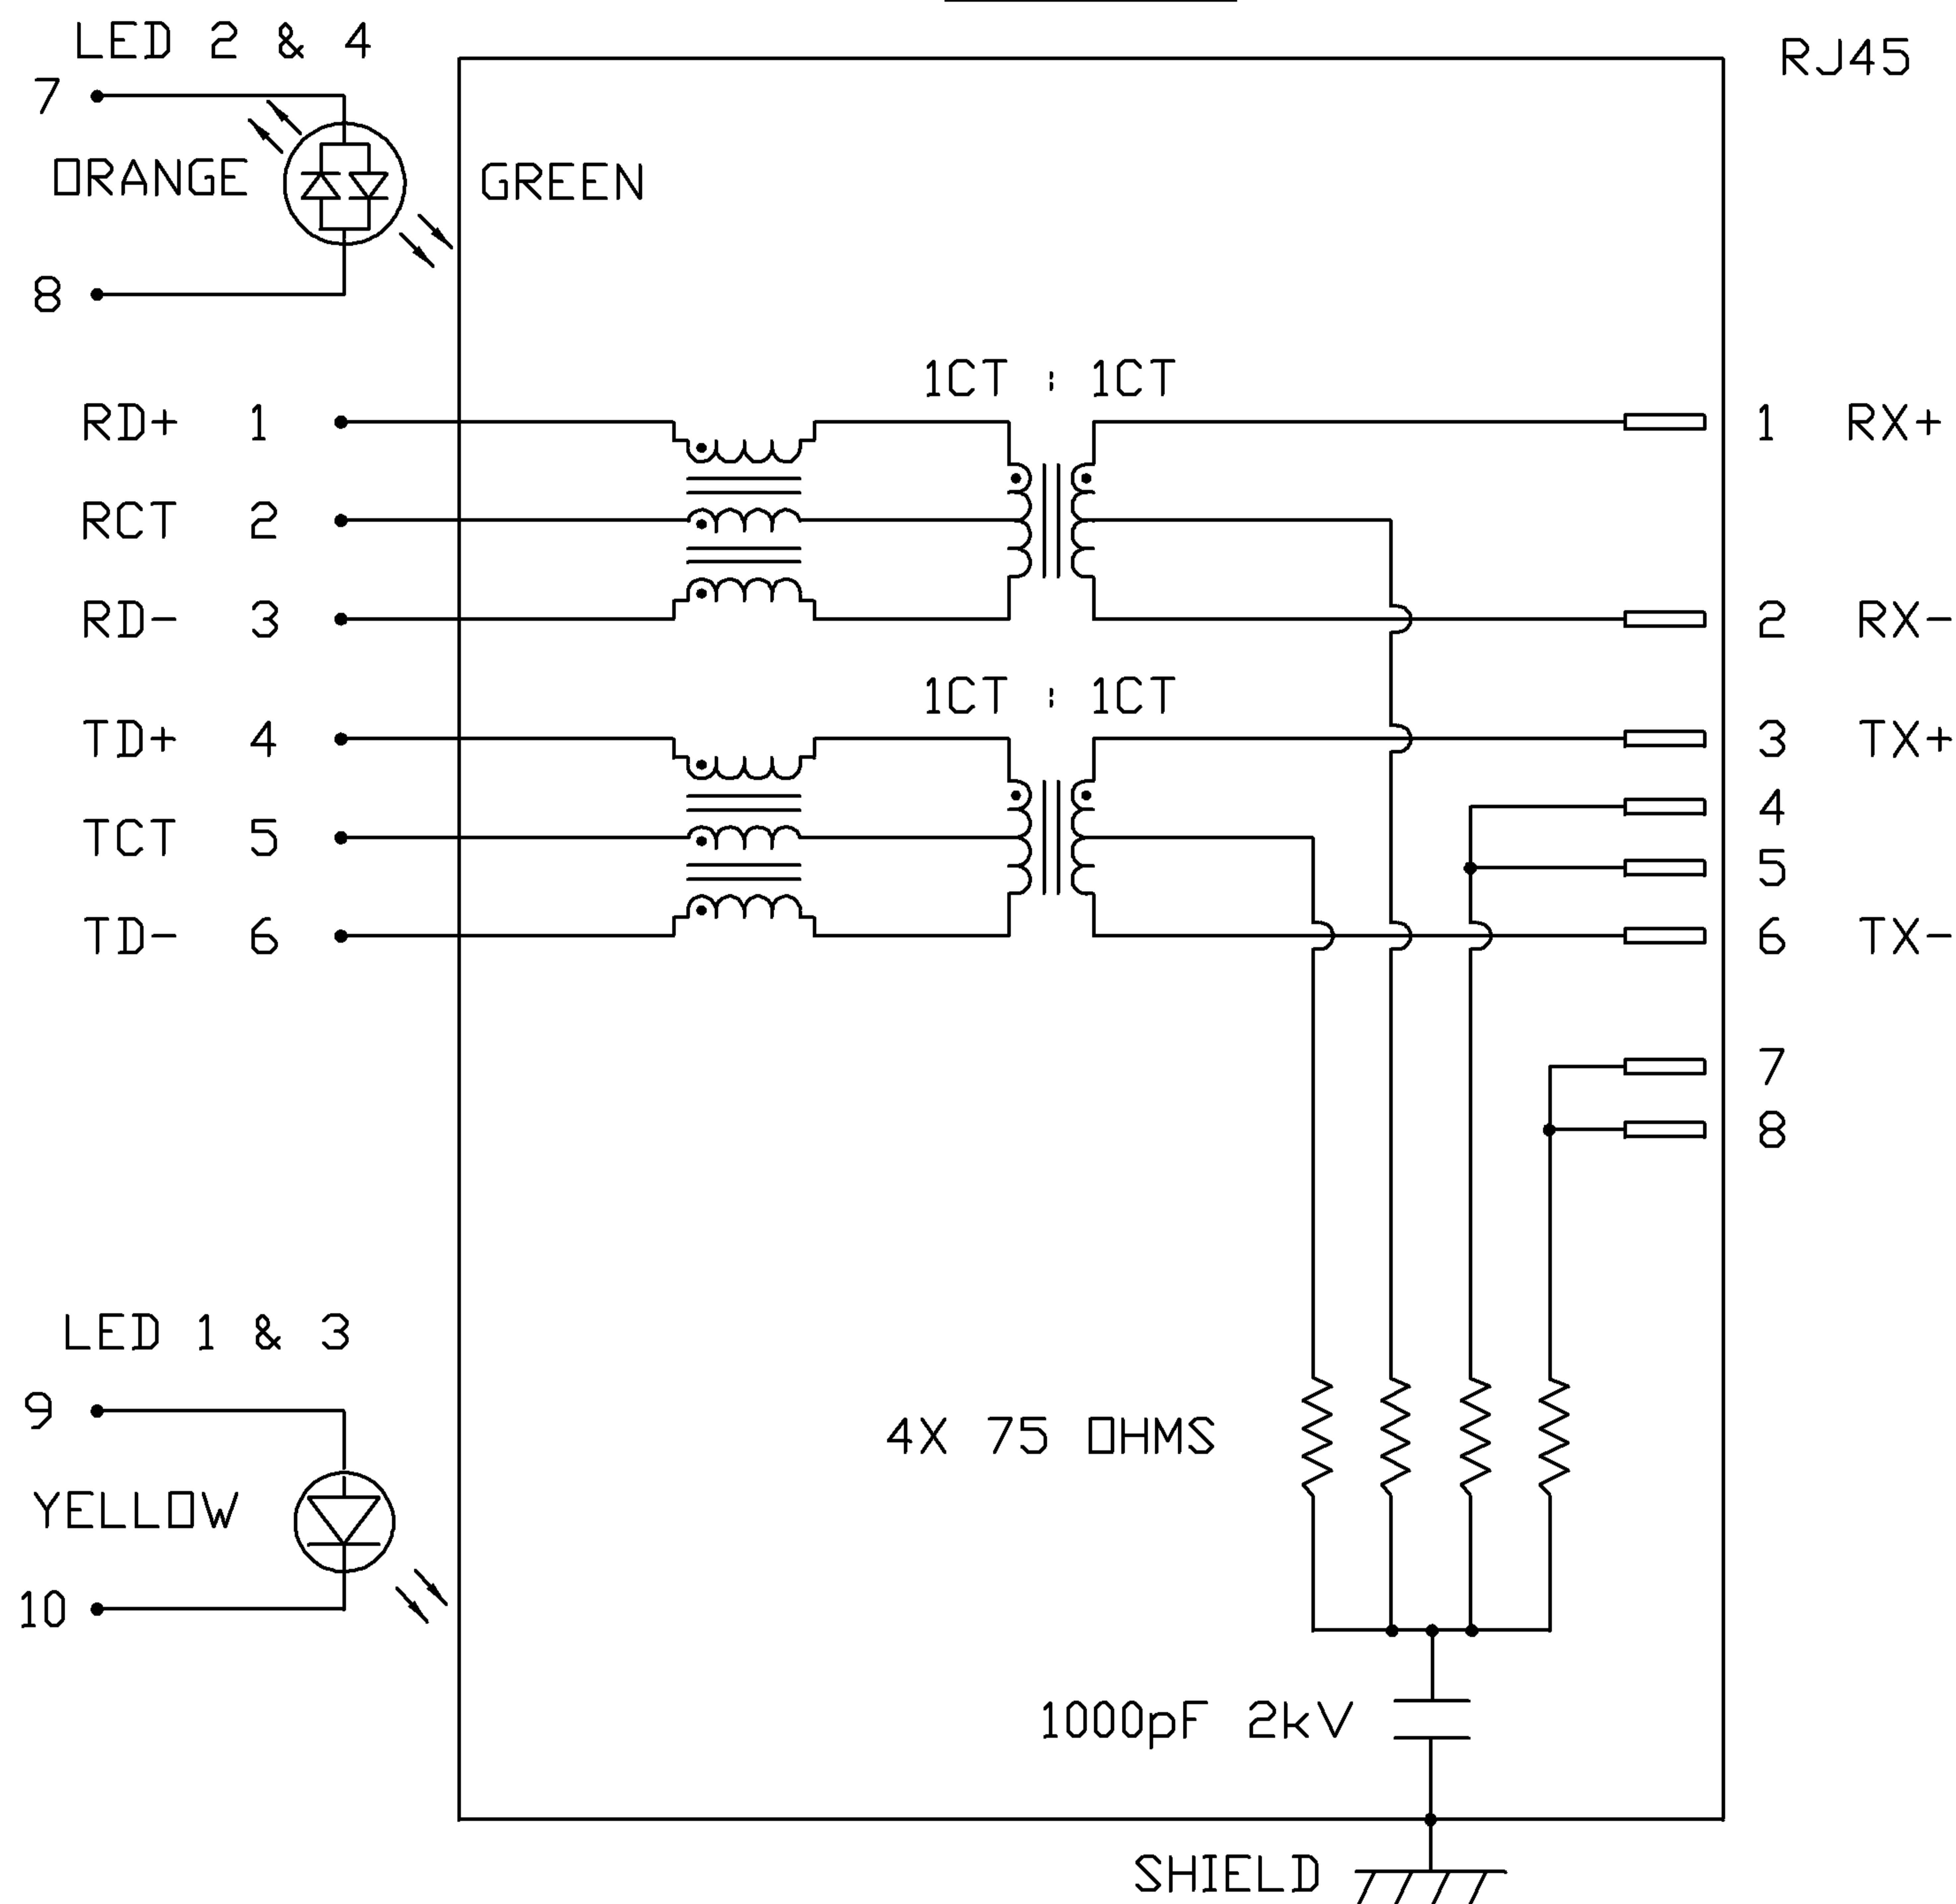 LED 2 & 4
RJ45
7
ORANGE
GREEN
8
1CT : 1CT
RD+ 1
1 RX+
RCT 2
RD- 3
2 RX-
1CT : 1CT
TD+ 4
3 TX+
4
TCT 5
5
TD- 6
6 TX-
7
8
LED 1 & 3
9
4X 75 OHMS
YELLOW
10
1000pF 2kV
SHIELD